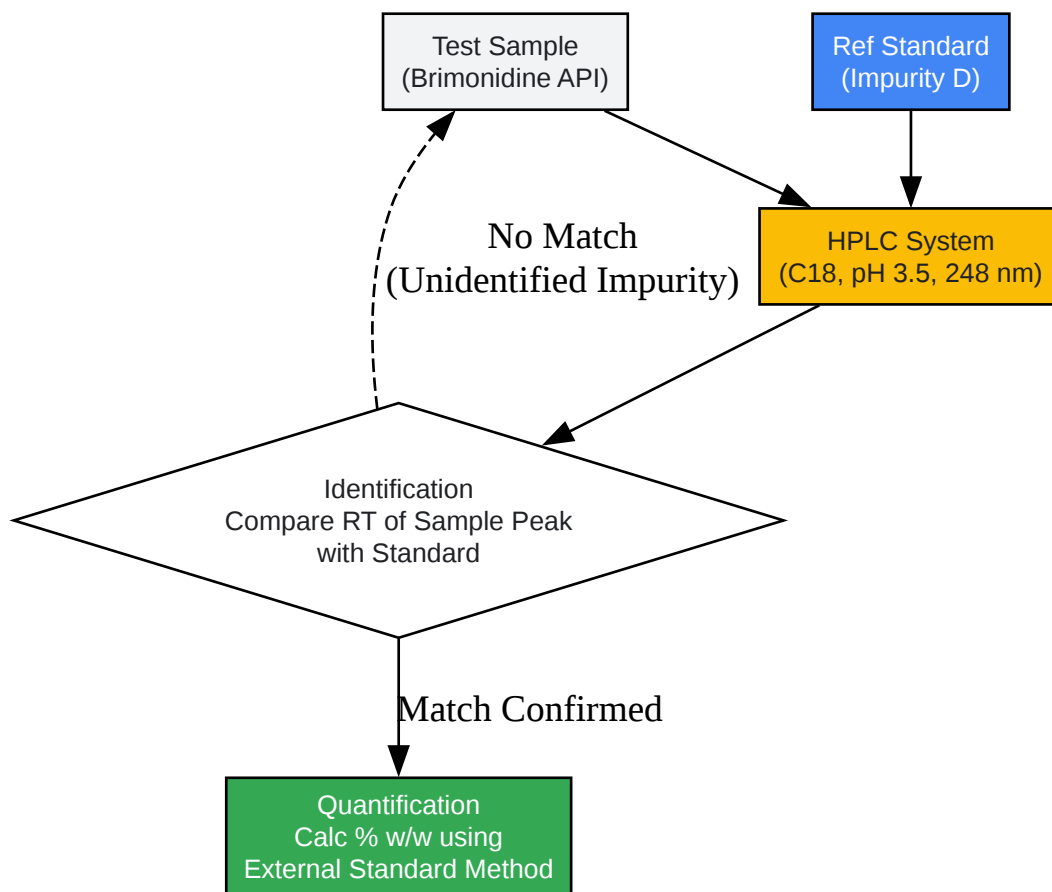 Test Sample
(Brimonidine API)
Ref Standard
(Impurity D)
No Match
(Unidentified Impurity)
HPLC System
(C18, pH 3.5, 248 nm)
Identification
Compare RT of Sample Peak
with Standard
Match Confirmed
Quantification
Calc % w/w using
External Standard Method